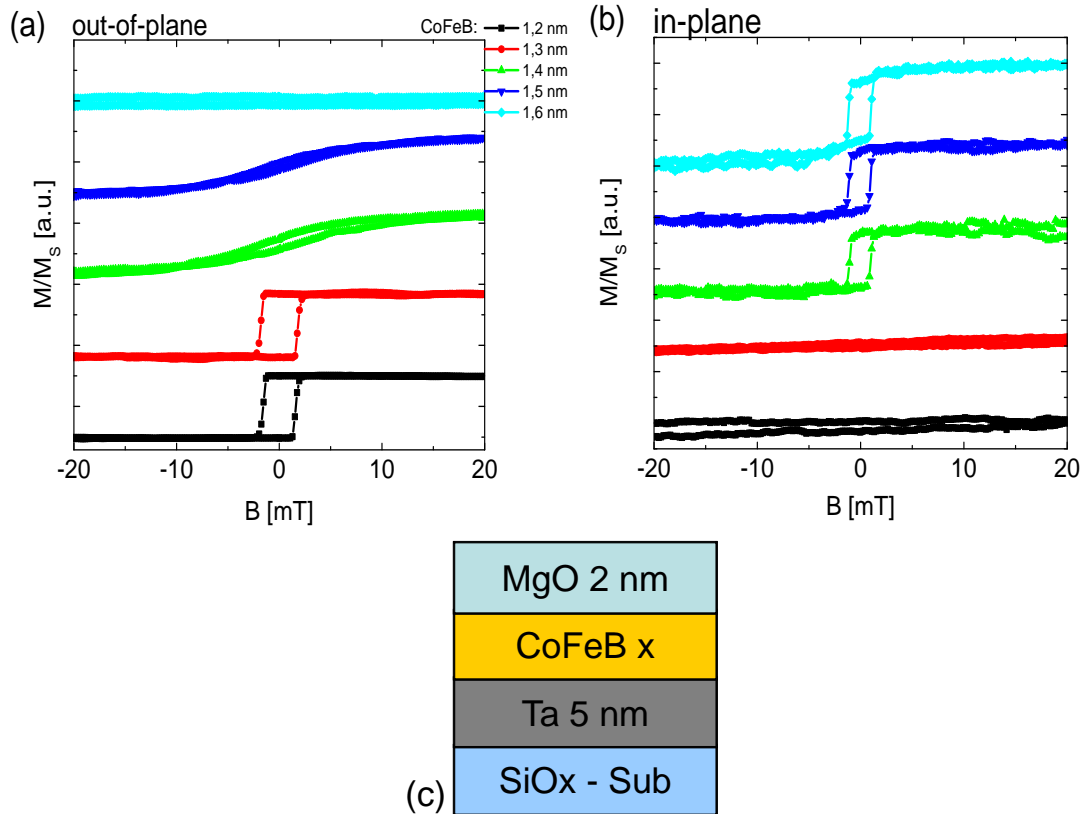 (a) out-of-plane
CoFeB:
1,2 nm
1,3 nm
1,4 nm
1,5 nm
1,6 nm
M/M_S [a.u.]
-20 -10 0 10 20
B [mT]
(b) in-plane
M/M_S [a.u.]
-20 -10 0 10 20
B [mT]
MgO 2 nm
CoFeB x
Ta 5 nm
SiOx - Sub
(c)